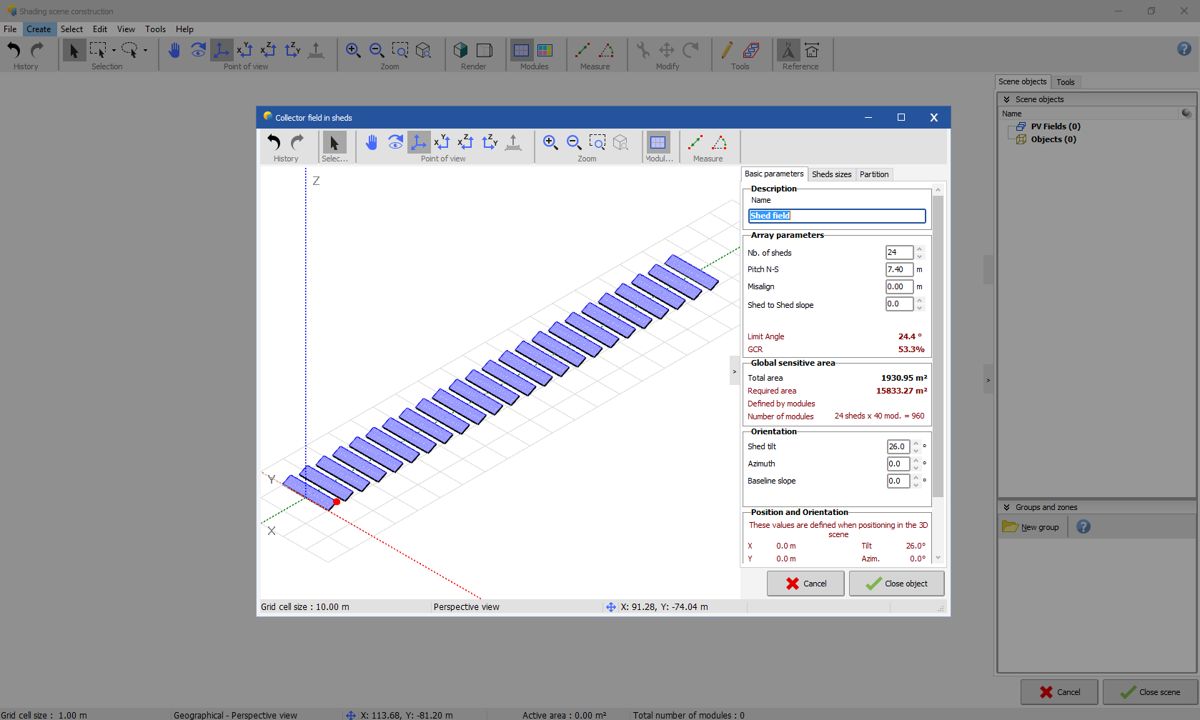 Shading scene construction
File Create Select Edit View Tools Help
History Selection Point of view Zoom Render Modules Measure Modify Tools Reference
Scene objects Tools
Scene objects
Name
PV Fields (0)
Objects (0)
Groups and zones
New group
Cancel Close scene
Collector field in sheds
History Selec... Point of view Zoom Modul... Measure
Z
Y
X
Basic parameters Sheds sizes Partition
Description
Name
Shed field
Array parameters
Nb. of sheds 24
Pitch N-S 7.40 m
Misalign 0.00 m
Shed to Shed slope 0.0
Limit Angle 24.4 °
GCR 53.3%
Global sensitive area
Total area 1930.95 m²
Required area 15833.27 m²
Defined by modules
Number of modules 24 sheds x 40 mod. = 960
Orientation
Shed tilt 26.0 °
Azimuth 0.0 °
Baseline slope 0.0 °
Position and Orientation
These values are defined when positioning in the 3D
scene
X 0.0 m Tilt 26.0°
Y 0.0 m Azim. 0.0°
Cancel Close object
Grid cell size : 10.00 m Perspective view X: 91.28, Y: -74.04 m
Grid cell size : 1.00 m Geographical - Perspective view X: 113.68, Y: -81.20 m Active area : 0.00 m² Total number of modules : 0